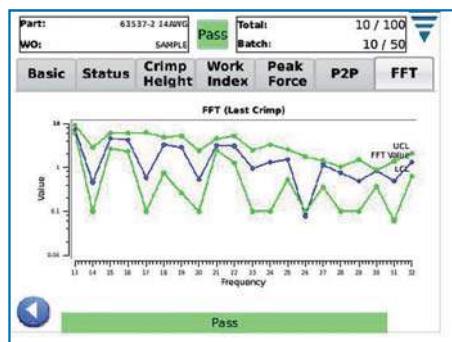 Part: 63537-2 14AWG
WO: SAMPLE
Pass
Total: 10 / 100
Batch: 10 / 50
Basic Status Crimp Height Work Index Peak Force P2P FFT
FFT (Last Crimp)
Value
10
1
0.1
0.01
UCL
FFT Value
LCL
13 14 15 16 17 18 19 20 21 22 23 24 25 26 27 28 29 30 31 32
Frequency
Pass